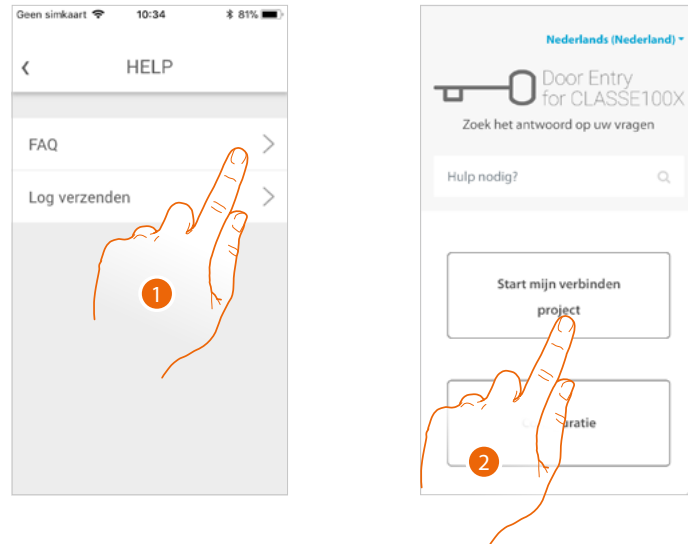 Geen simkaart 10:34 81%
HELP
FAQ
Log verzenden
1
Nederlands (Nederland)
Door Entry
for CLASSE100X
Zoek het antwoord op uw vragen
Hulp nodig?
Start mijn verbinden
project
2